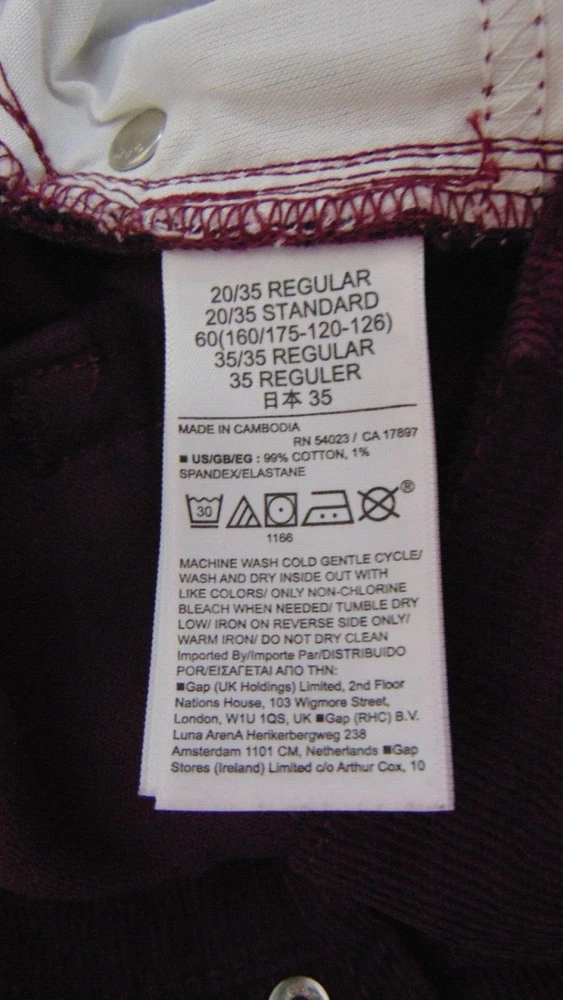 20/35 REGULAR
20/35 STANDARD
60(160/175-120-126)
35/35 REGULAR
35 REGULER
日本 35
MADE IN CAMBODIA
RN 54023 / CA 17897
■ US/GB/EG : 99% COTTON, 1%
SPANDEX/ELASTANE
30
®
1166
MACHINE WASH COLD GENTLE CYCLE/
WASH AND DRY INSIDE OUT WITH
LIKE COLORS/ ONLY NON-CHLORINE
BLEACH WHEN NEEDED/ TUMBLE DRY
LOW/ IRON ON REVERSE SIDE ONLY/
WARM IRON/ DO NOT DRY CLEAN
Imported By/Importe Par/DISTRIBUIDO
POR/ΕΙΣΑΓΕΤΑΙ ΑΠΟ ΤΗΝ:
■Gap (UK Holdings) Limited, 2nd Floor
Nations House, 103 Wigmore Street,
London, W1U 1QS, UK ■Gap (RHC) B.V.
Luna ArenA Herikerbergweg 238
Amsterdam 1101 CM, Netherlands ■Gap
Stores (Ireland) Limited c/o Arthur Cox, 10